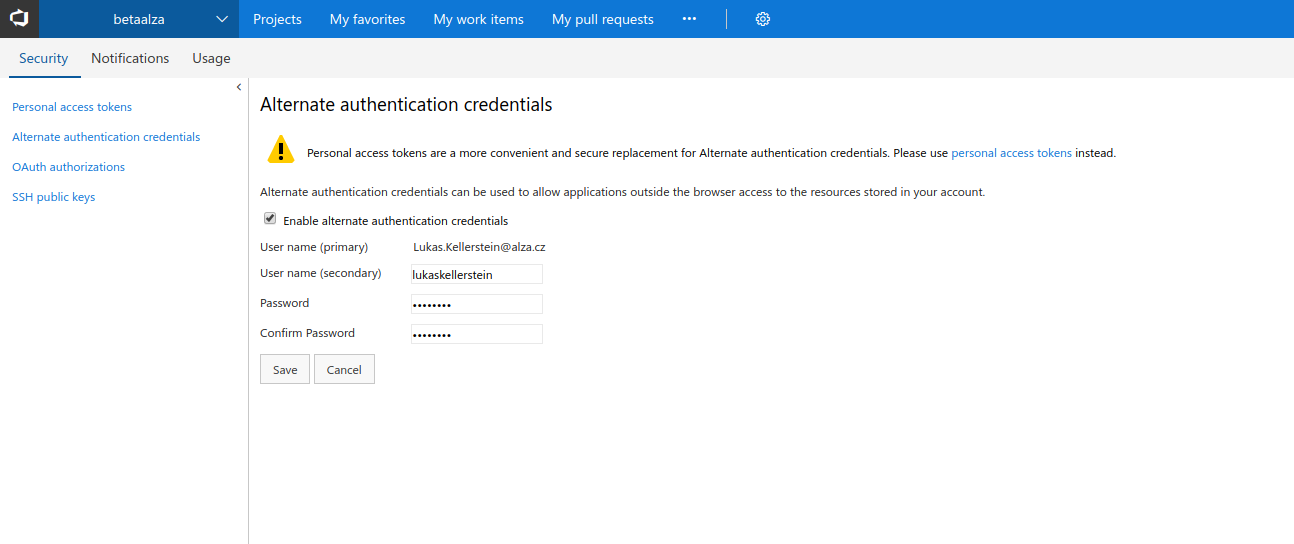 betaalza Projects My favorites My work items My pull requests ···
Security Notifications Usage
Personal access tokens
Alternate authentication credentials
OAuth authorizations
SSH public keys
Alternate authentication credentials
Personal access tokens are a more convenient and secure replacement for Alternate authentication credentials. Please use personal access tokens instead.
Alternate authentication credentials can be used to allow applications outside the browser access to the resources stored in your account.
Enable alternate authentication credentials
User name (primary) Lukas.Kellerstein@alza.cz
User name (secondary) lukaskellerstein
Password ••••••••
Confirm Password ••••••••
Save Cancel